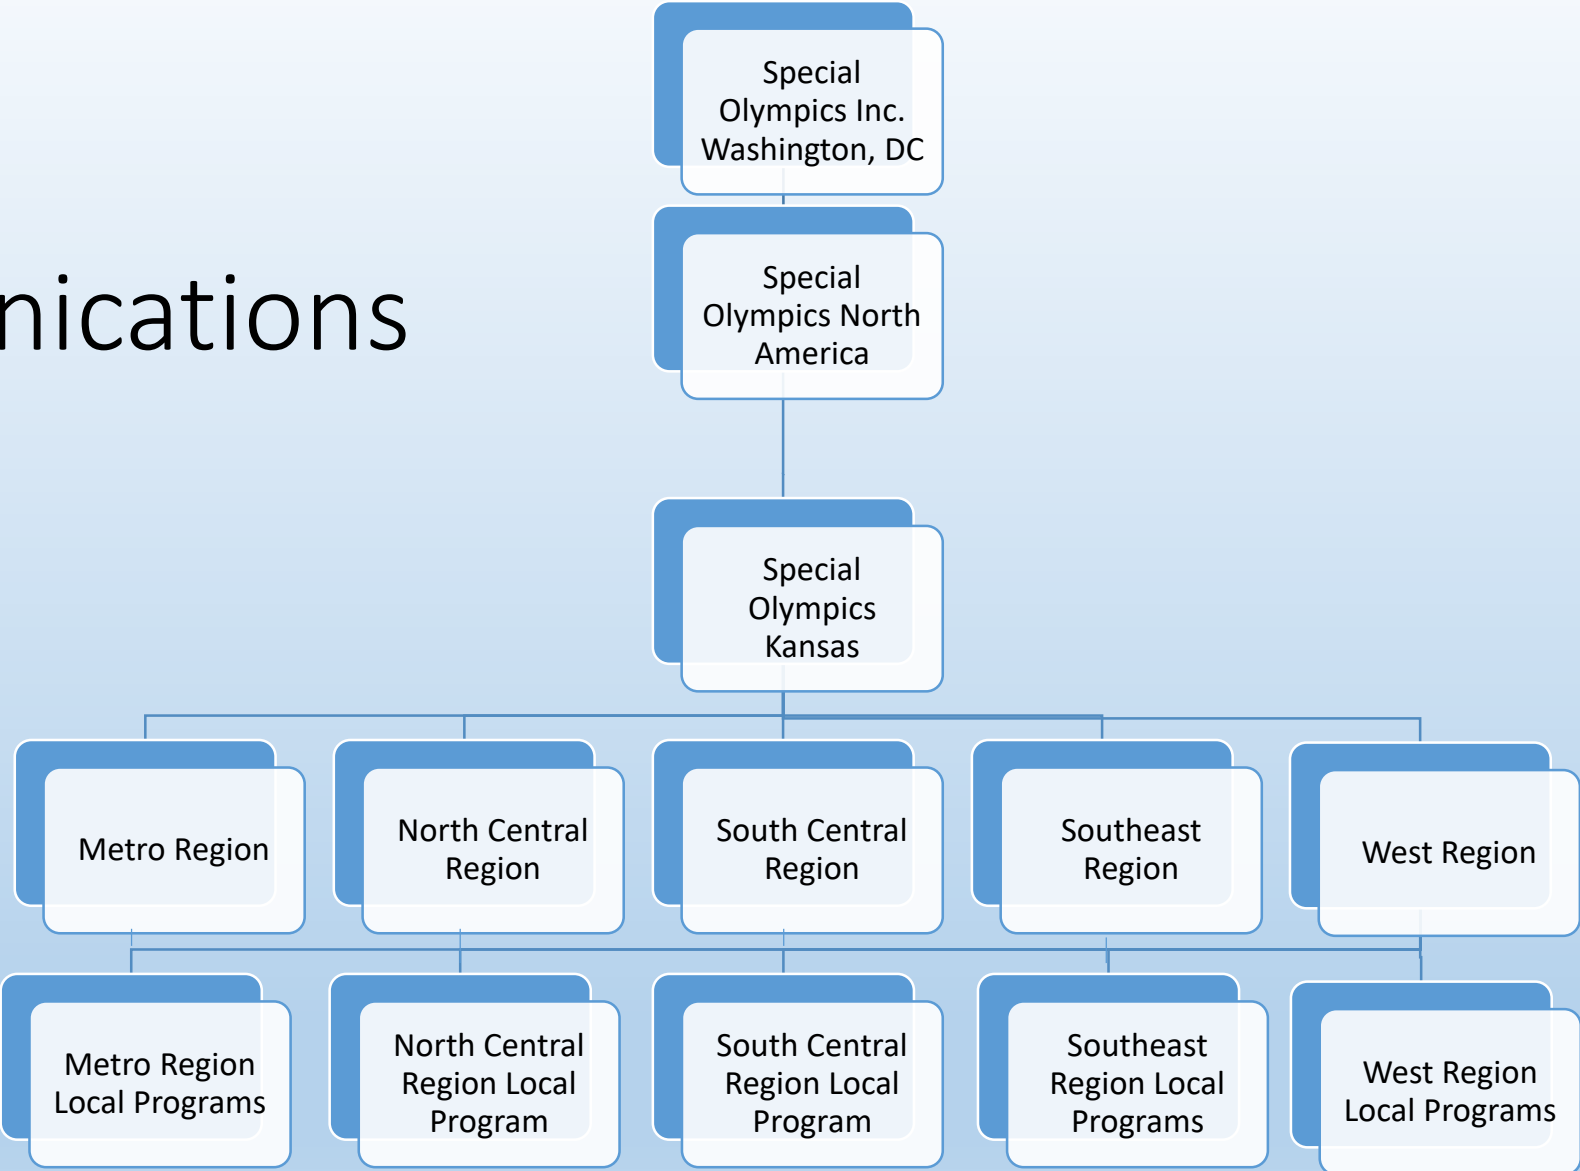 Special
Olympics Inc.
Washington, DC
nications
Special
Olympics North
America
Special
Olympics
Kansas
Metro Region
North Central
Region
South Central
Region
Southeast
Region
West Region
Metro Region
Local Programs
North Central
Region Local
Program
South Central
Region Local
Program
Southeast
Region Local
Programs
West Region
Local Programs